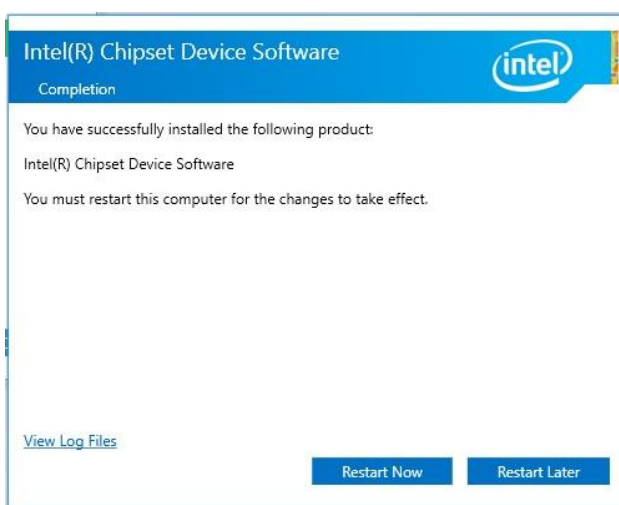 Intel(R) Chipset Device Software
intel
Completion
You have successfully installed the following product:
Intel(R) Chipset Device Software
You must restart this computer for the changes to take effect.
View Log Files
Restart Now
Restart Later